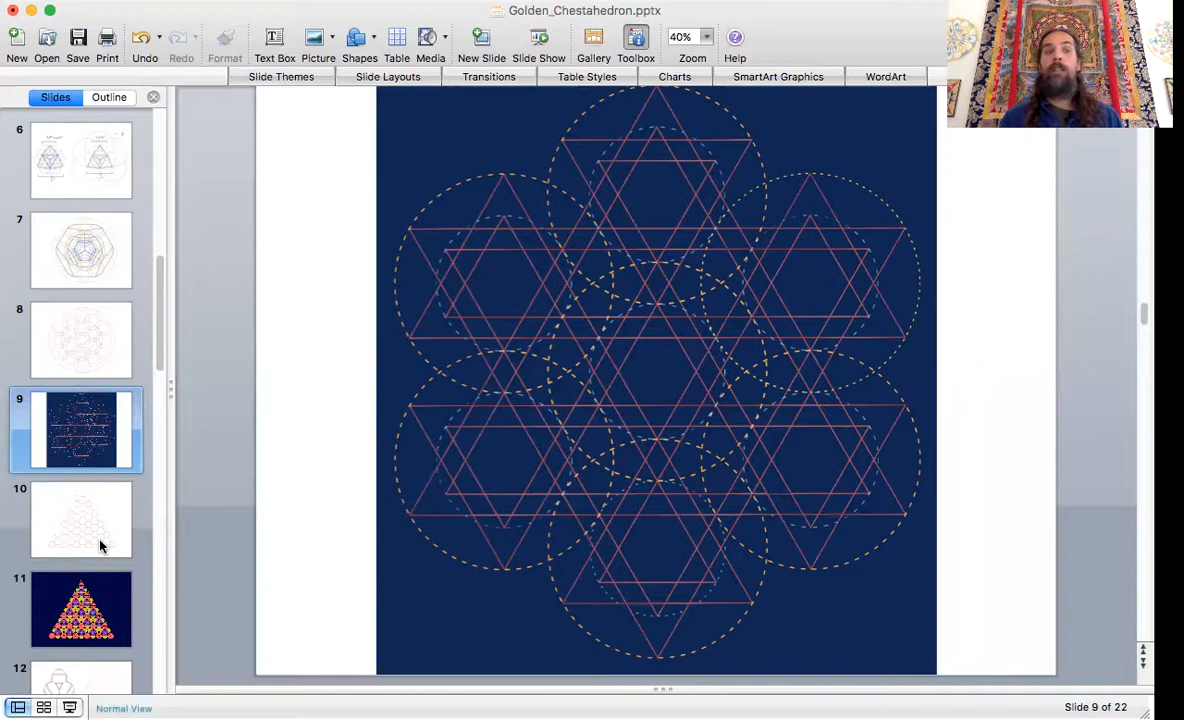 Golden_Chestahedron.pptx
40%
New Open Save Print Undo Redo Format Text Box Picture Shapes Table Media New Slide Slide Show Gallery Toolbox Zoom Help
Slide Themes Slide Layouts Transitions Table Styles Charts SmartArt Graphics WordArt
Slides Outline
6
7
8
9
10
11
12
Normal View
Slide 9 of 22